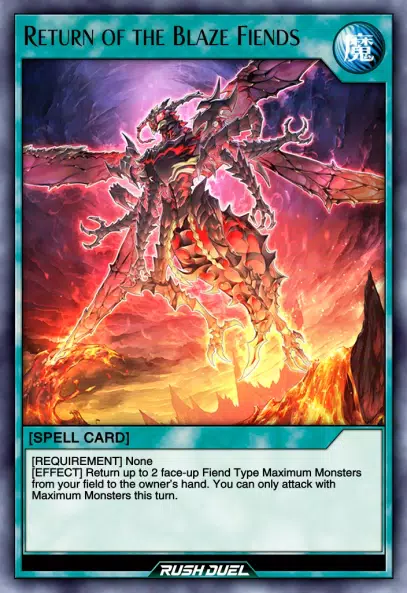 RETURN OF THE BLAZE FIENDS
魔
[SPELL CARD]
[REQUIREMENT] None
[EFFECT] Return up to 2 face-up Fiend Type Maximum Monsters
from your field to the owner's hand. You can only attack with
Maximum Monsters this turn.
RUSH DUEL